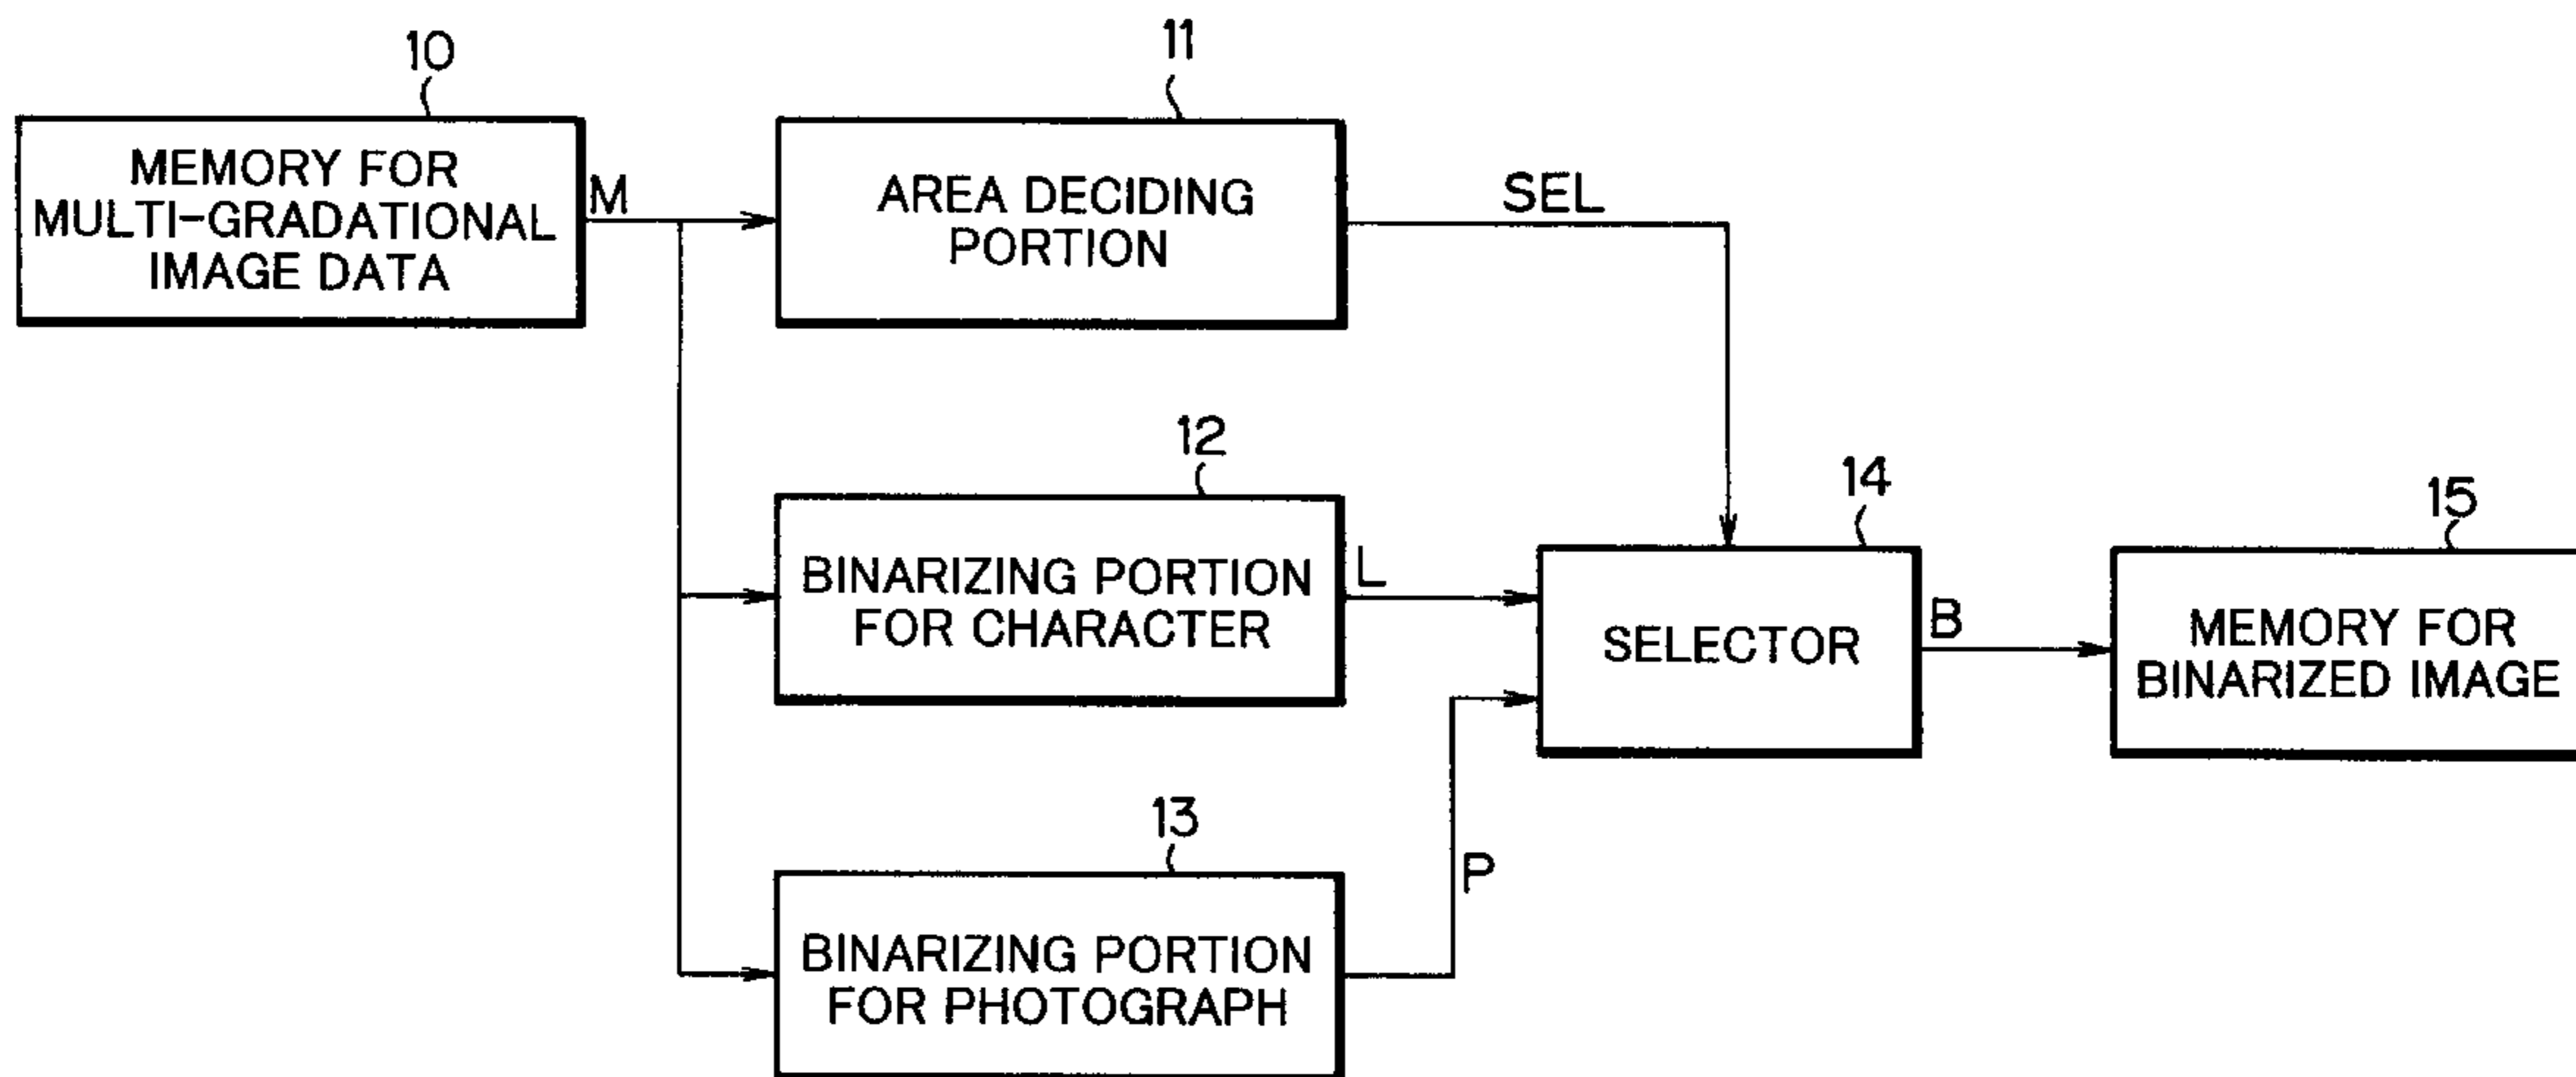 10
MEMORY FOR
MULTI-GRADATIONAL
IMAGE DATA
M
11
AREA DECIDING
PORTION
SEL
12
BINARIZING PORTION
FOR CHARACTER
L
13
BINARIZING PORTION
FOR PHOTOGRAPH
P
14
SELECTOR
B
15
MEMORY FOR
BINARIZED IMAGE